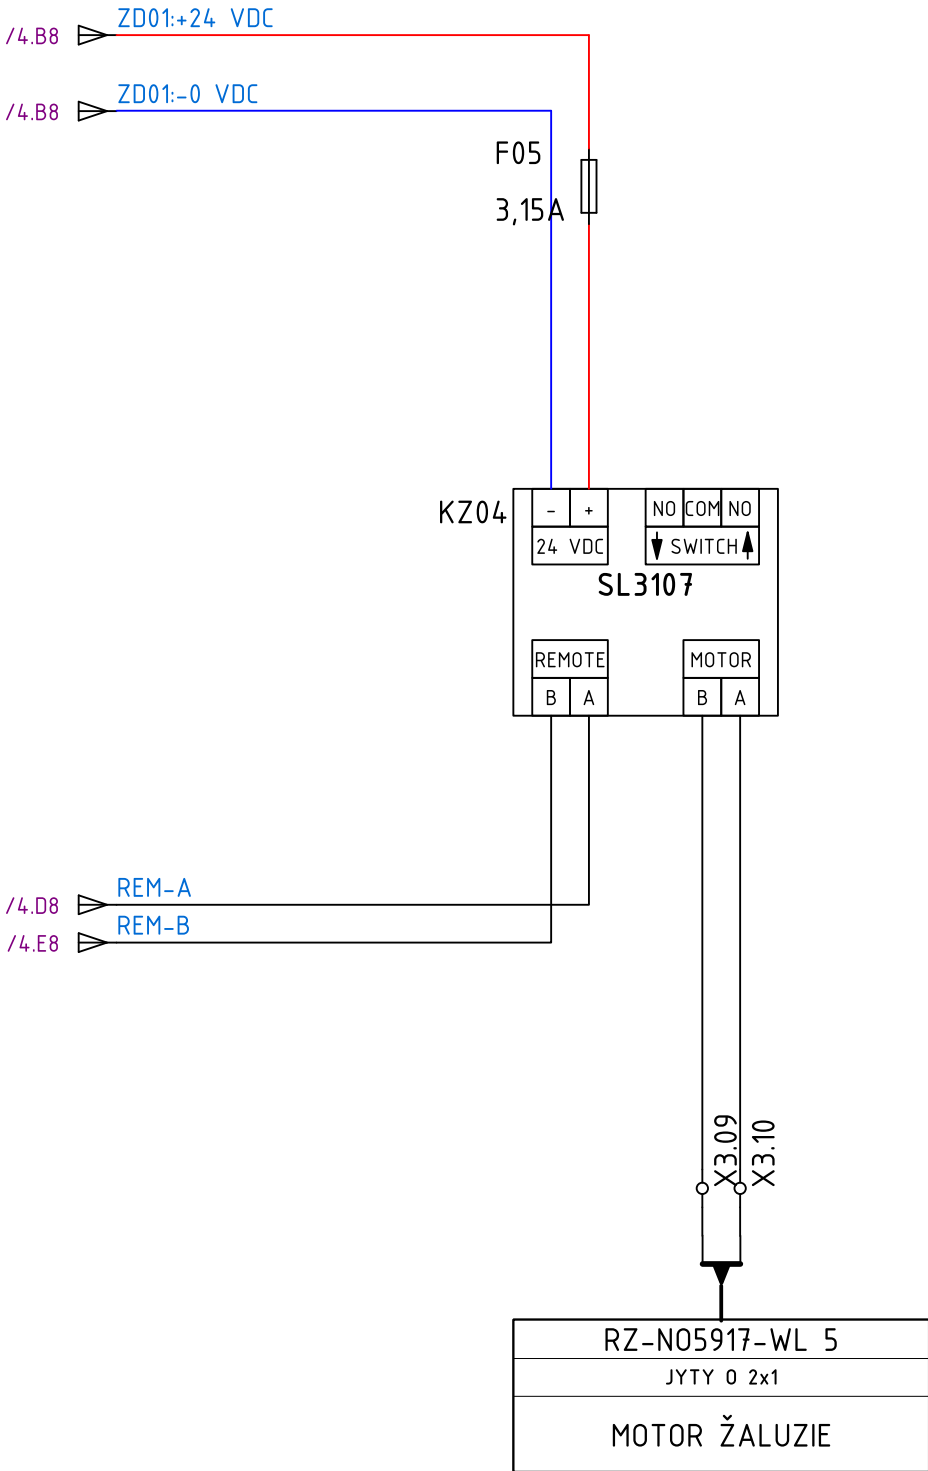 ZD01:+24 VDC
/4.B8
ZD01:-0 VDC
/4.B8
F05
3,15A
KZ04
- + NO COM NO
24 VDC SWITCH
SL3107
REMOTE MOTOR
B A B A
REM-A
/4.D8
REM-B
/4.E8
X3.09
X3.10
RZ-NO5917-WL 5
JYTY O 2x1
MOTOR ŽALUZIE